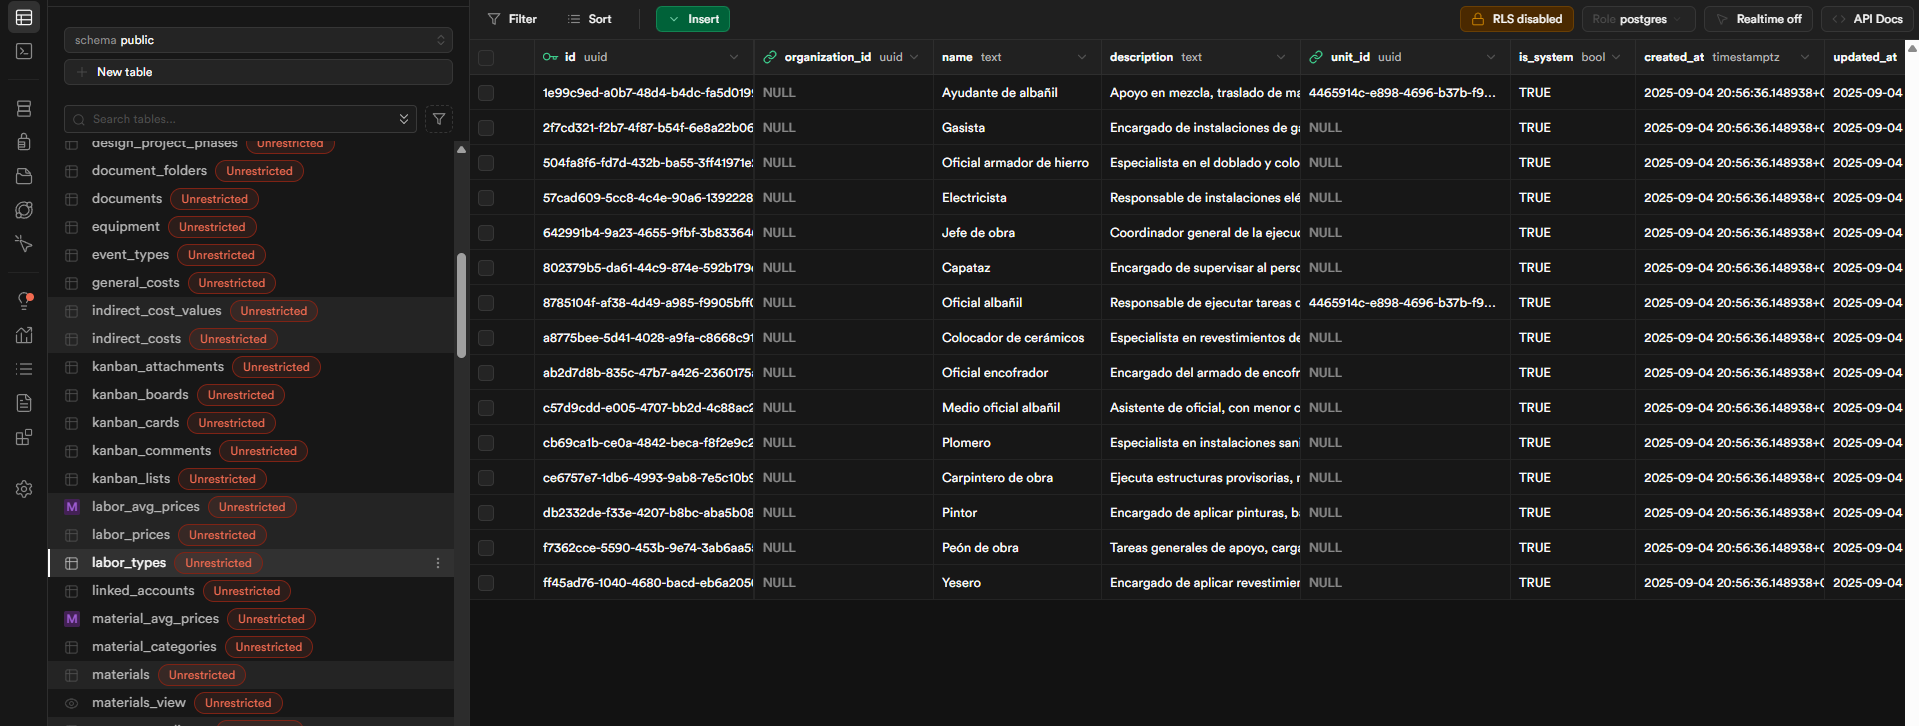 Filter Sort Insert RLS disabled Role postgres Realtime off API Docs
schema public
New table
Search tables...
design_project_phases Unrestricted
document_folders Unrestricted
documents Unrestricted
equipment Unrestricted
event_types Unrestricted
general_costs Unrestricted
indirect_cost_values Unrestricted
indirect_costs Unrestricted
kanban_attachments Unrestricted
kanban_boards Unrestricted
kanban_cards Unrestricted
kanban_comments Unrestricted
kanban_lists Unrestricted
M labor_avg_prices Unrestricted
labor_prices Unrestricted
labor_types Unrestricted
linked_accounts Unrestricted
M material_avg_prices Unrestricted
material_categories Unrestricted
materials Unrestricted
materials_view Unrestricted
id uuid organization_id uuid name text description text unit_id uuid is_system bool created_at timestamptz updated_at
1e99c9ed-a0b7-48d4-b4dc-fa5d019 NULL Ayudante de albañil Apoyo en mezcla, traslado de ma 4465914c-e898-4696-b37b-f9... TRUE 2025-09-04 20:56:36.148938+0 2025-09-04
2f7cd321-f2b7-4f87-b54f-6e8a22b06 NULL Gasista Encargado de instalaciones de ga NULL TRUE 2025-09-04 20:56:36.148938+0 2025-09-04
504fa8f6-fd7d-432b-ba55-3ff41971e NULL Oficial armador de hierro Especialista en el doblado y colo NULL TRUE 2025-09-04 20:56:36.148938+0 2025-09-04
57cad609-5cc8-4c4e-90a6-1392228 NULL Electricista Responsable de instalaciones elé NULL TRUE 2025-09-04 20:56:36.148938+0 2025-09-04
642991b4-9a23-4655-9fbf-3b83364 NULL Jefe de obra Coordinador general de la ejecuc NULL TRUE 2025-09-04 20:56:36.148938+0 2025-09-04
802379b5-da61-44c9-874e-592b179 NULL Capataz Encargado de supervisar al perso NULL TRUE 2025-09-04 20:56:36.148938+0 2025-09-04
8785104f-af38-4d49-a985-f9905bff0 NULL Oficial albañil Responsable de ejecutar tareas c 4465914c-e898-4696-b37b-f9... TRUE 2025-09-04 20:56:36.148938+0 2025-09-04
a8775bee-5d41-4028-a9fa-c8668c91 NULL Colocador de cerámicos Especialista en revestimientos de NULL TRUE 2025-09-04 20:56:36.148938+0 2025-09-04
ab2d7d8b-835c-47b7-a426-2360175 NULL Oficial encofrador Encargado del armado de encofr NULL TRUE 2025-09-04 20:56:36.148938+0 2025-09-04
c57d9cdd-e005-4707-bb2d-4c88ac2 NULL Medio oficial albañil Asistente de oficial, con menor c NULL TRUE 2025-09-04 20:56:36.148938+0 2025-09-04
cb69ca1b-ce0a-4842-beca-f8f2e9c2 NULL Plomero Especialista en instalaciones sani NULL TRUE 2025-09-04 20:56:36.148938+0 2025-09-04
ce6757e7-1db6-4993-9ab8-7e5c10b9 NULL Carpintero de obra Ejecuta estructuras provisorias, r NULL TRUE 2025-09-04 20:56:36.148938+0 2025-09-04
db2332de-f33e-4207-b8bc-aba5b08 NULL Pintor Encargado de aplicar pinturas, ba NULL TRUE 2025-09-04 20:56:36.148938+0 2025-09-04
f7362cce-5590-453b-9e74-3ab6aa5 NULL Peón de obra Tareas generales de apoyo, carga NULL TRUE 2025-09-04 20:56:36.148938+0 2025-09-04
ff45ad76-1040-4680-bacd-eb6a205 NULL Yesero Encargado de aplicar revestimier NULL TRUE 2025-09-04 20:56:36.148938+0 2025-09-04